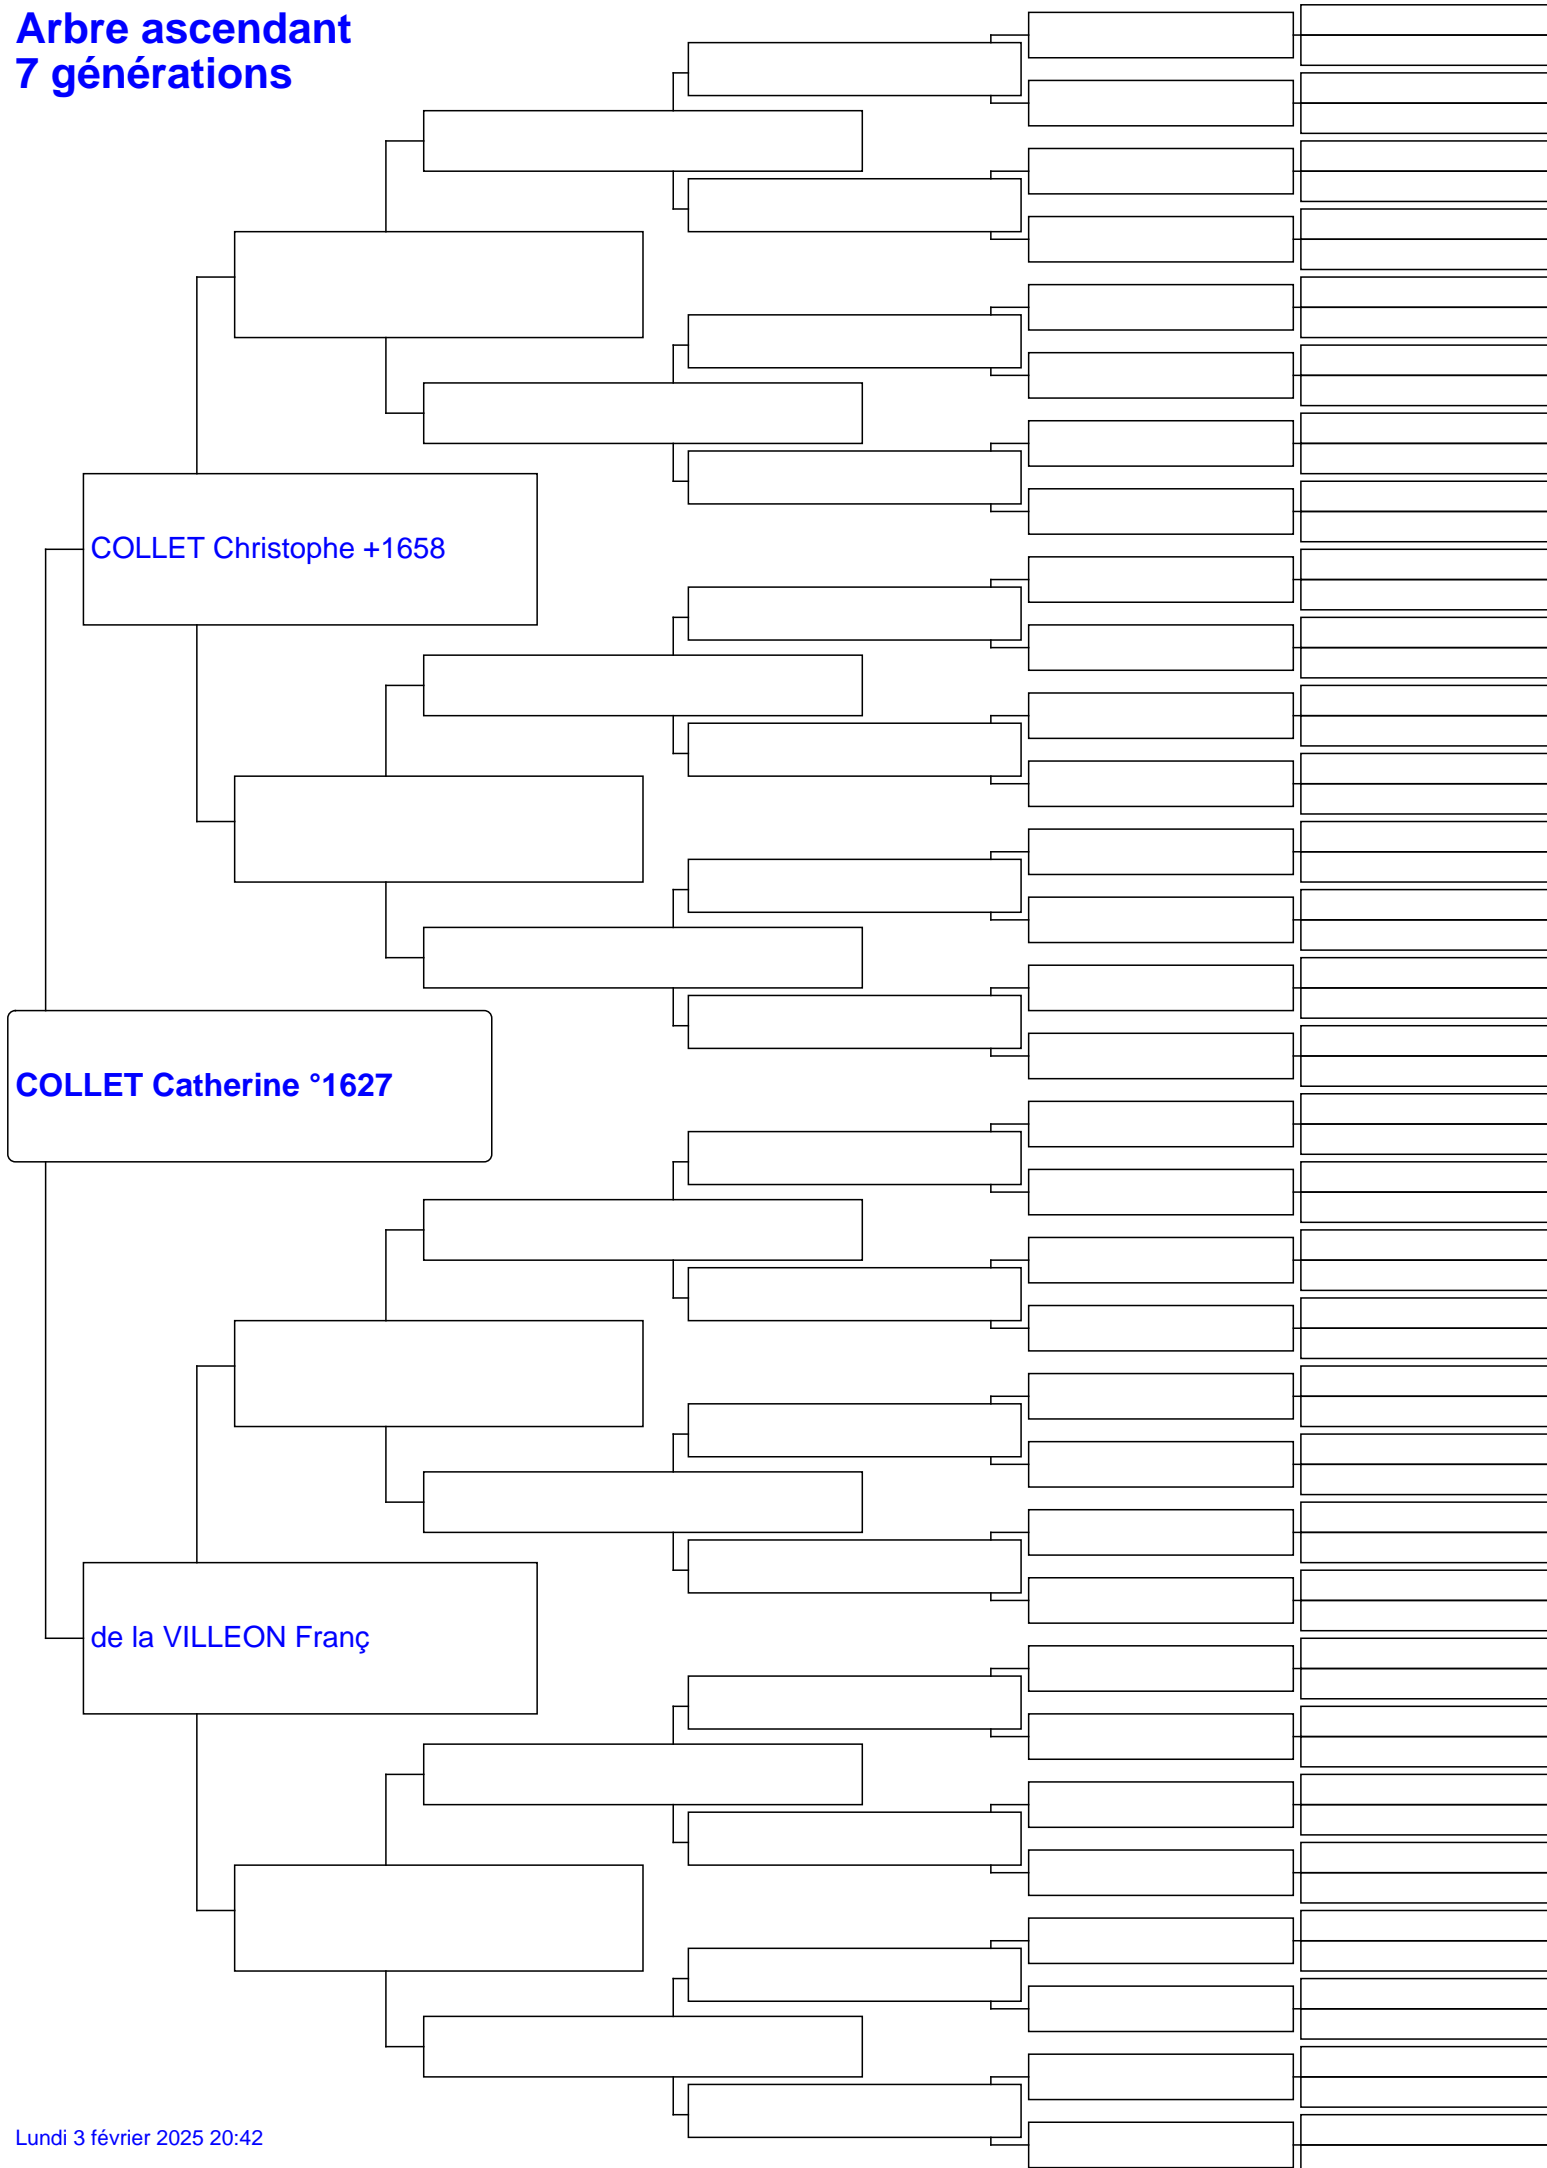 Arbre ascendant
7 générations
COLLET Christophe +1658
COLLET Catherine °1627
de la VILLEON Franç
Lundi 3 février 2025 20:42